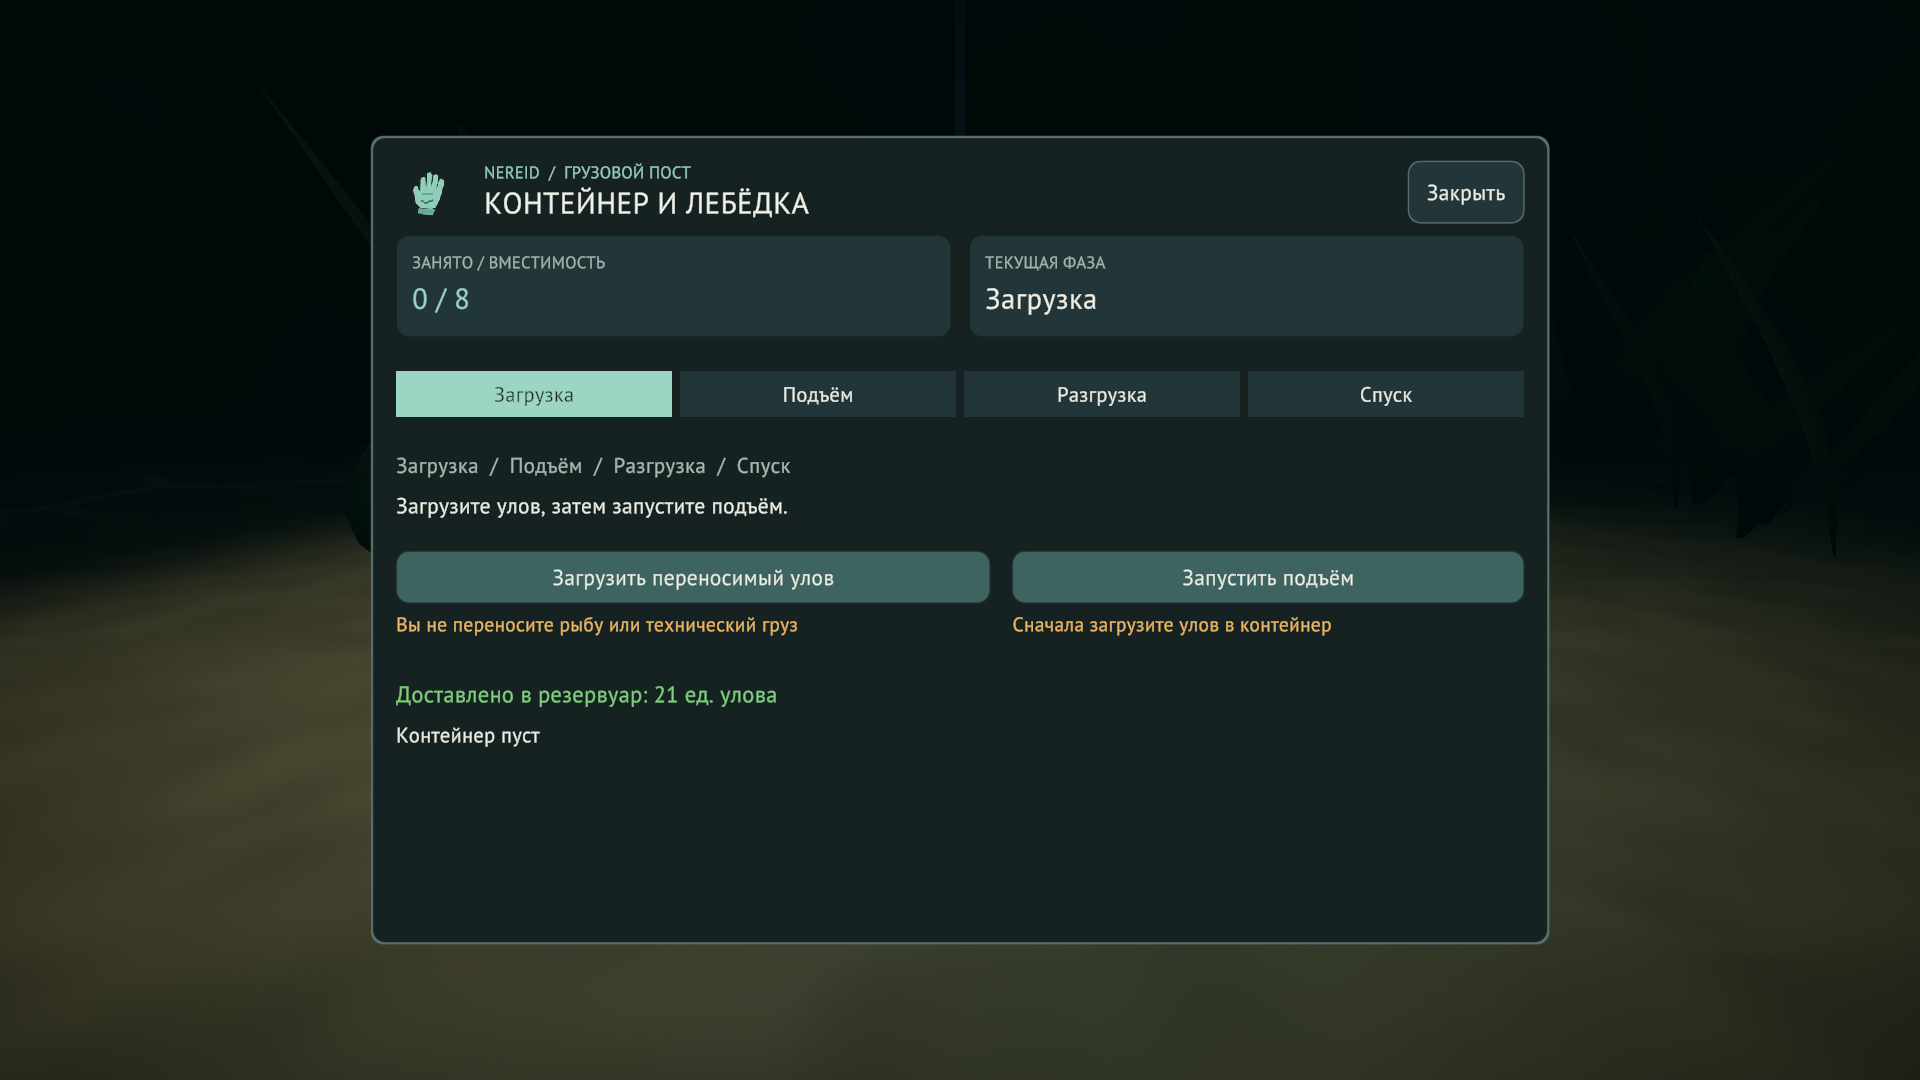 NEREID / ГРУЗОВОЙ ПОСТ
КОНТЕЙНЕР И ЛЕБЁДКА
Закрыть
ЗАНЯТО / ВМЕСТИМОСТЬ
0 / 8
ТЕКУЩАЯ ФАЗА
Загрузка
Загрузка
Подъём
Разгрузка
Спуск
Загрузка / Подъём / Разгрузка / Спуск
Загрузите улов, затем запустите подъём.
Загрузить переносимый улов
Запустить подъём
Вы не переносите рыбу или технический груз
Сначала загрузите улов в контейнер
Доставлено в резервуар: 21 ед. улова
Контейнер пуст